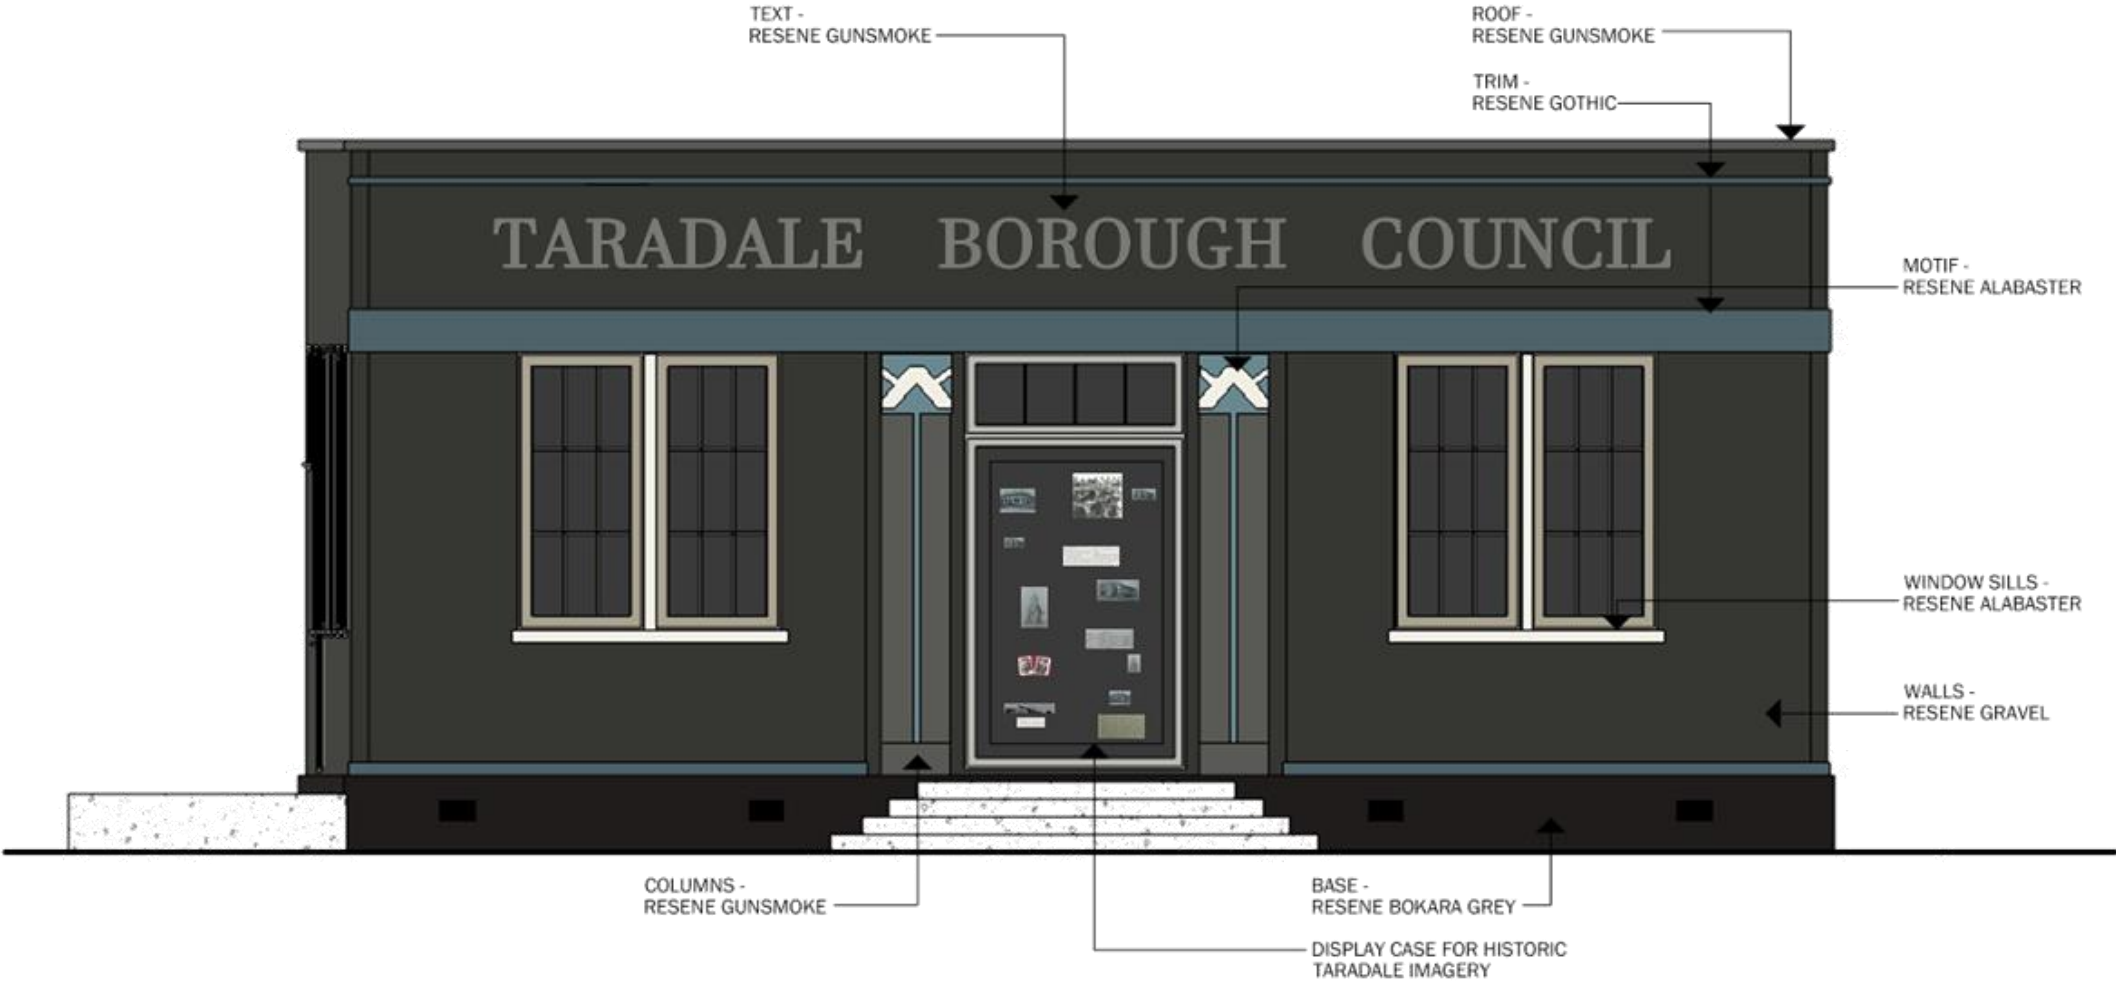 TEXT -
RESENE GUNSMOKE
ROOF -
RESENE GUNSMOKE
TRIM -
RESENE GOTHIC
TARADALE BOROUGH COUNCIL
MOTIF -
RESENE ALABASTER
WINDOW SILLS -
RESENE ALABASTER
WALLS -
RESENE GRAVEL
COLUMNS -
RESENE GUNSMOKE
BASE -
RESENE BOKARA GREY
DISPLAY CASE FOR HISTORIC
TARADALE IMAGERY